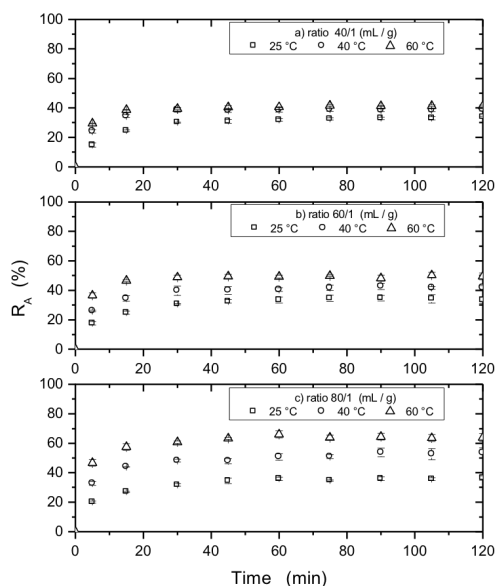 a) ratio 40/1 (mL / g)
25 °C 40 °C 60 °C
100
80
60
40
20
0
0 20 40 60 80 100 120
b) ratio 60/1 (mL / g)
25 °C 40 °C 60 °C
100
80
60
40
20
0
R_A (%)
0 20 40 60 80 100 120
c) ratio 80/1 (mL / g)
25 °C 40 °C 60 °C
100
80
60
40
20
0
0 20 40 60 80 100 120
Time (min)